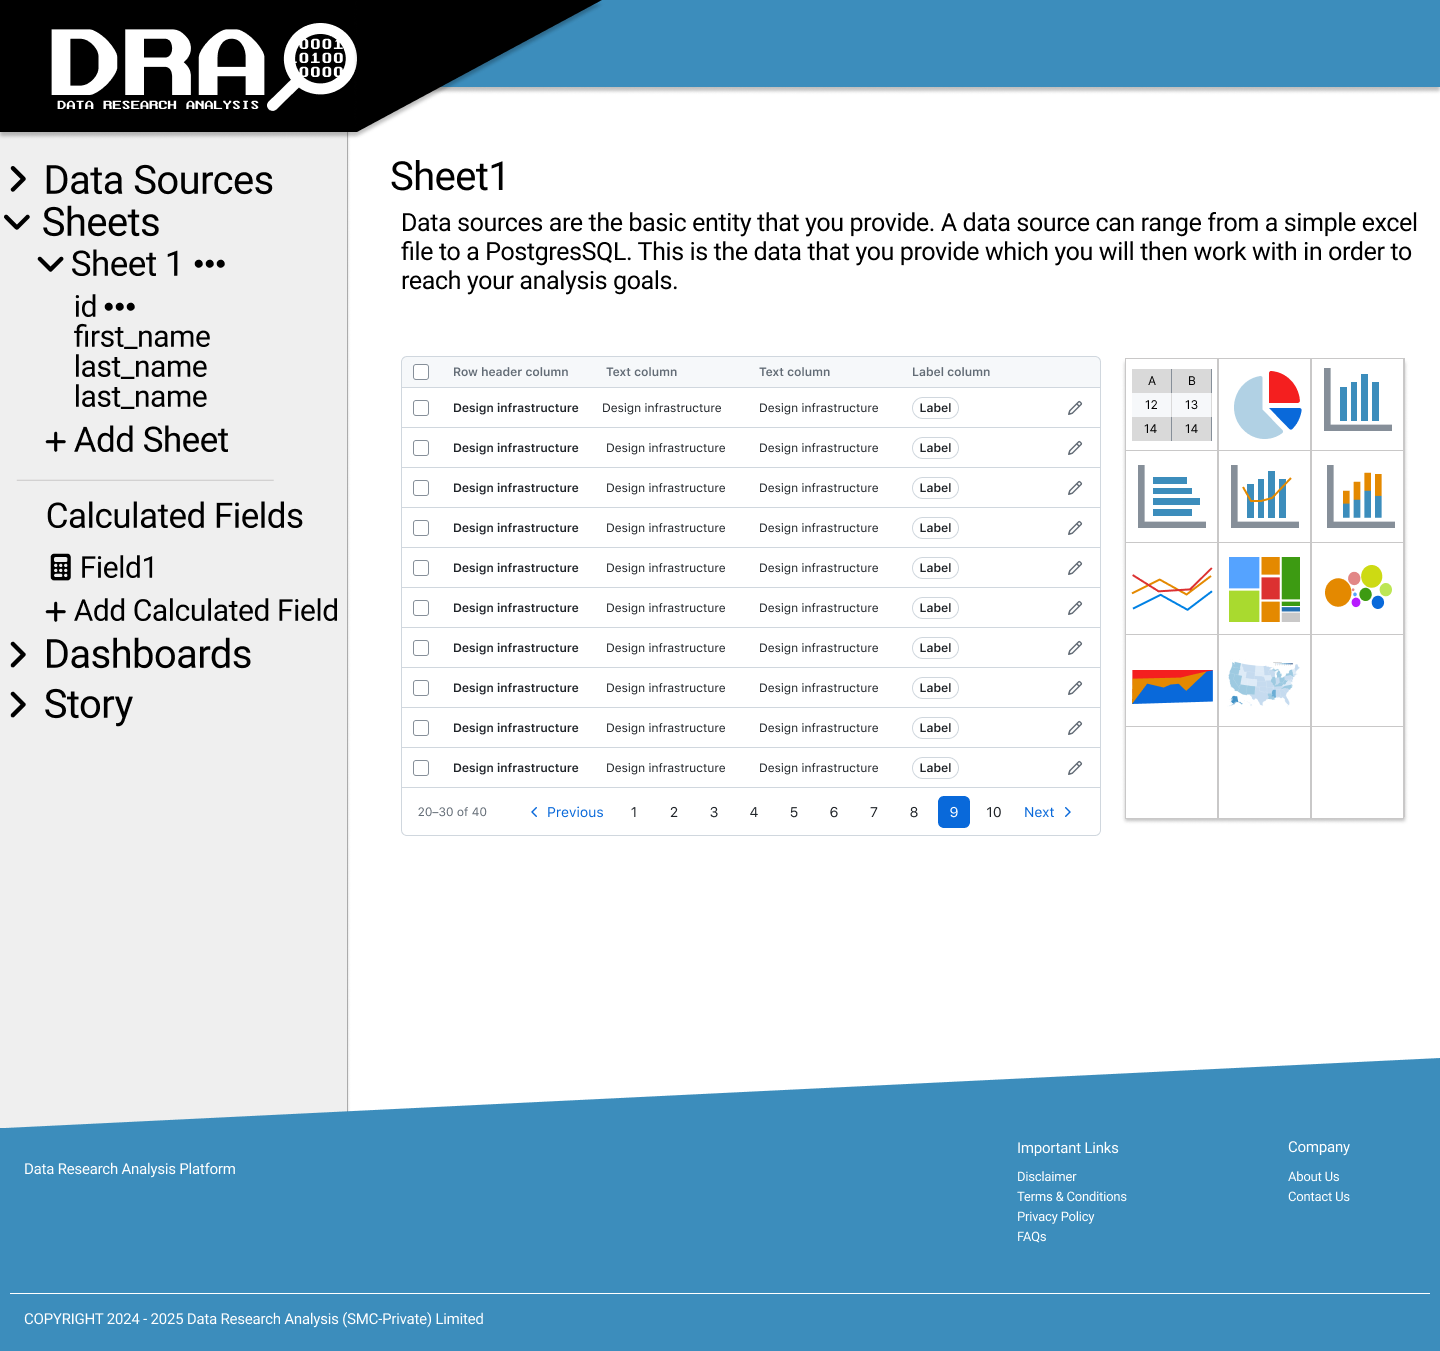 DRA
0001
0100
0000
DATA RESEARCH ANALYSIS
Data Sources
Sheets
Sheet 1 •••
id •••
first_name
last_name
last_name
+ Add Sheet
Calculated Fields
Field1
+ Add Calculated Field
Dashboards
Story
Sheet1
Data sources are the basic entity that you provide. A data source can range from a simple excel
file to a PostgresSQL. This is the data that you provide which you will then work with in order to
reach your analysis goals.
Row header column Text column Text column Label column
Design infrastructure Design infrastructure Design infrastructure Label
Design infrastructure Design infrastructure Design infrastructure Label
Design infrastructure Design infrastructure Design infrastructure Label
Design infrastructure Design infrastructure Design infrastructure Label
Design infrastructure Design infrastructure Design infrastructure Label
Design infrastructure Design infrastructure Design infrastructure Label
Design infrastructure Design infrastructure Design infrastructure Label
Design infrastructure Design infrastructure Design infrastructure Label
Design infrastructure Design infrastructure Design infrastructure Label
Design infrastructure Design infrastructure Design infrastructure Label
20–30 of 40 Previous 1 2 3 4 5 6 7 8 9 10 Next
A B
12 13
14 14
Data Research Analysis Platform
Important Links
Disclaimer
Terms & Conditions
Privacy Policy
FAQs
Company
About Us
Contact Us
COPYRIGHT 2024 - 2025 Data Research Analysis (SMC-Private) Limited